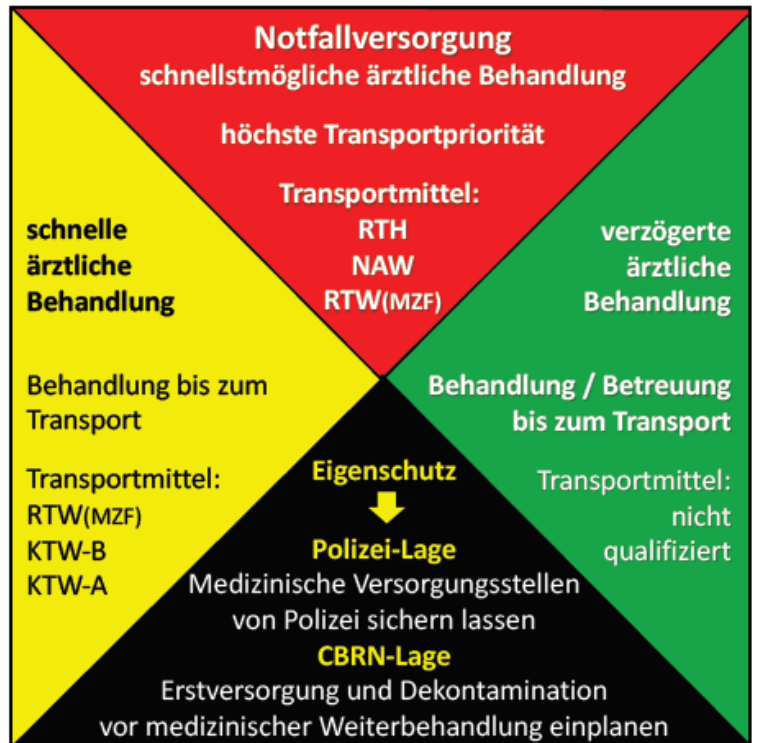 Notfallversorgung
schnellstmögliche ärztliche Behandlung
höchste Transportpriorität
Transportmittel:
RTH
NAW
RTW(MZF)
schnelle
ärztliche
Behandlung
Behandlung bis zum
Transport
Transportmittel:
RTW(MZF)
KTW-B
KTW-A
verzögerte
ärztliche
Behandlung
Behandlung / Betreuung
bis zum Transport
Transportmittel:
nicht
qualifiziert
Eigenschutz
Polizei-Lage
Medizinische Versorgungsstellen
von Polizei sichern lassen
CBRN-Lage
Erstversorgung und Dekontamination
vor medizinischer Weiterbehandlung einplanen